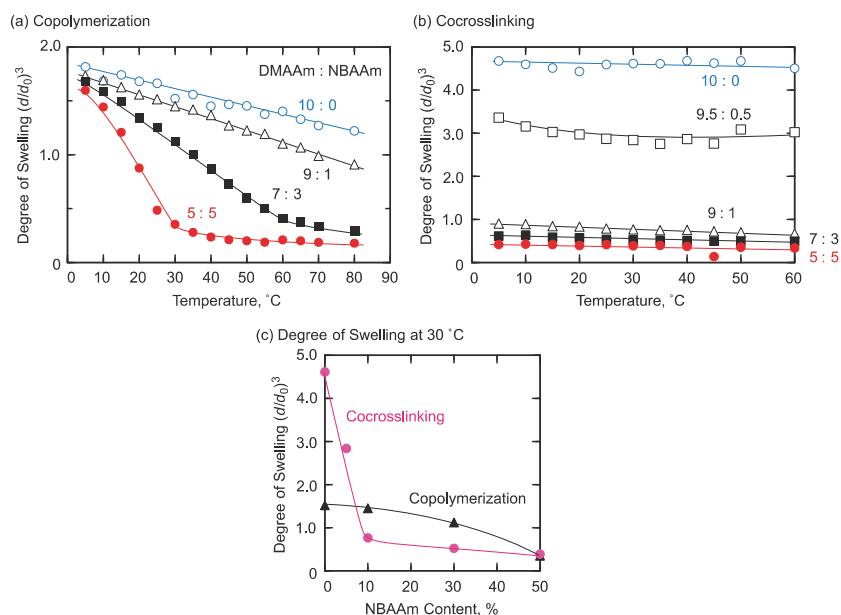 (a) Copolymerization
2.0
1.0
0
Degree of Swelling (d/d₀)³
DMAAm : NBAAm
10 : 0
9 : 1
7 : 3
5 : 5
0 10 20 30 40 50 60 70 80 90
Temperature, ˚C
(b) Cocrosslinking
5.0
4.0
3.0
2.0
1.0
0.0
Degree of Swelling (d/d₀)³
10 : 0
9.5 : 0.5
9 : 1
7 : 3
5 : 5
0 10 20 30 40 50 60
Temperature, ˚C
(c) Degree of Swelling at 30 ˚C
5.0
4.0
3.0
2.0
1.0
0.0
Degree of Swelling (d/d₀)³
Cocrosslinking
Copolymerization
0 10 20 30 40 50
NBAAm Content, %